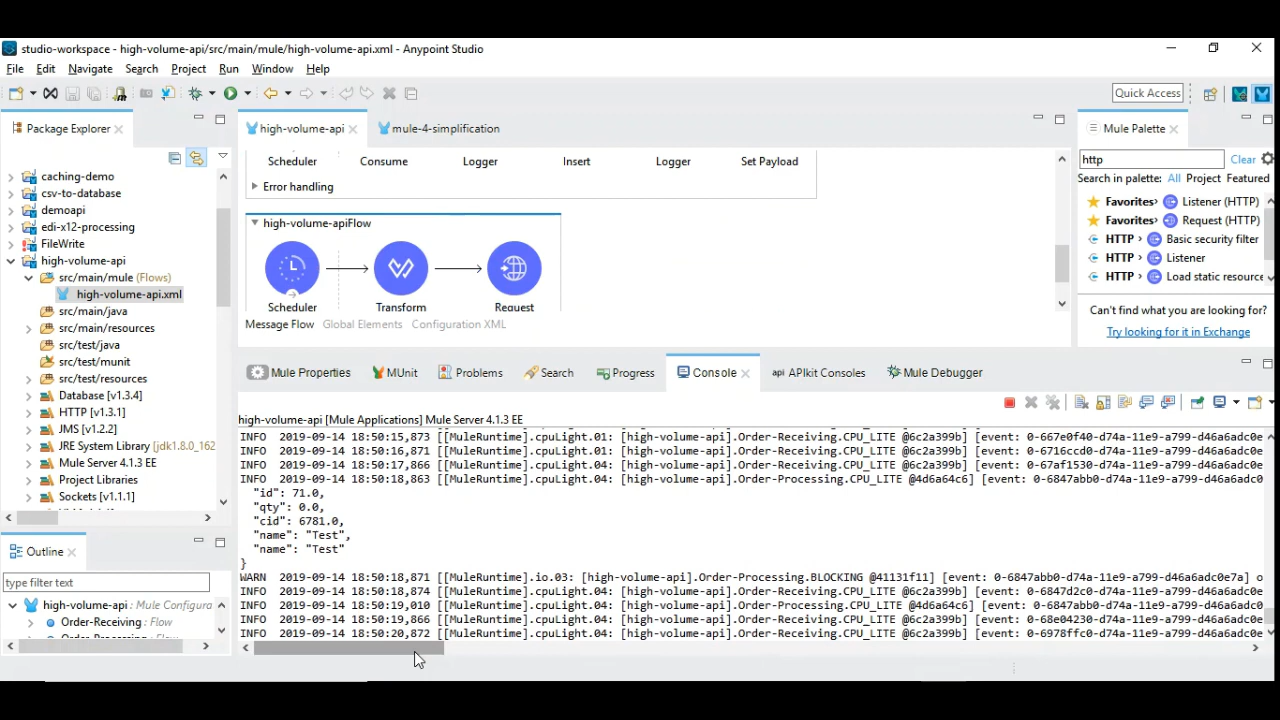 studio-workspace - high-volume-api/src/main/mule/high-volume-api.xml - Anypoint Studio
File Edit Navigate Search Project Run Window Help
Quick Access
Package Explorer
caching-demo
csv-to-database
demoapi
edi-x12-processing
FileWrite
high-volume-api
src/main/mule (Flows)
high-volume-api.xml
src/main/java
src/main/resources
src/test/java
src/test/munit
src/test/resources
Database [v1.3.4]
HTTP [v1.3.1]
JMS [v1.2.2]
JRE System Library [jdk1.8.0_162
Mule Server 4.1.3 EE
Project Libraries
Sockets [v1.1.1]
Outline
type filter text
high-volume-api : Mule Configura
Order-Receiving : Flow
high-volume-api
mule-4-simplification
Scheduler Consume Logger Insert Logger Set Payload
Error handling
high-volume-apiFlow
Scheduler Transform Request
Message Flow Global Elements Configuration XML
Mule Palette
http
Clear
Search in palette: All Project Featured
Favorites› Listener (HTTP)
Favorites› Request (HTTP)
HTTP › Basic security filter
HTTP › Listener
HTTP › Load static resource
Can't find what you are looking for?
Try looking for it in Exchange
Mule Properties MUnit Problems Search Progress Console api APIkit Consoles Mule Debugger
high-volume-api [Mule Applications] Mule Server 4.1.3 EE
INFO 2019-09-14 18:50:15,873 [[MuleRuntime].cpuLight.01: [high-volume-api].Order-Receiving.CPU_LITE @6c2a399b] [event: 0-667e0f40-d74a-11e9-a799-d46a6adc0e
INFO 2019-09-14 18:50:16,871 [[MuleRuntime].cpuLight.01: [high-volume-api].Order-Receiving.CPU_LITE @6c2a399b] [event: 0-6716ccd0-d74a-11e9-a799-d46a6adc0e
INFO 2019-09-14 18:50:17,866 [[MuleRuntime].cpuLight.04: [high-volume-api].Order-Receiving.CPU_LITE @6c2a399b] [event: 0-67af1530-d74a-11e9-a799-d46a6adc0e
INFO 2019-09-14 18:50:18,863 [[MuleRuntime].cpuLight.04: [high-volume-api].Order-Processing.CPU_LITE @4d6a64c6] [event: 0-6847abb0-d74a-11e9-a799-d46a6adc0
"id": 71.0,
"qty": 0.0,
"cid": 6781.0,
"name": "Test",
"name": "Test"
}
WARN 2019-09-14 18:50:18,871 [[MuleRuntime].io.03: [high-volume-api].Order-Processing.BLOCKING @41131f11] [event: 0-6847abb0-d74a-11e9-a799-d46a6adc0e7a] o
INFO 2019-09-14 18:50:18,874 [[MuleRuntime].cpuLight.04: [high-volume-api].Order-Receiving.CPU_LITE @6c2a399b] [event: 0-6847d2c0-d74a-11e9-a799-d46a6adc0e
INFO 2019-09-14 18:50:19,010 [[MuleRuntime].cpuLight.04: [high-volume-api].Order-Processing.CPU_LITE @4d6a64c6] [event: 0-6847abb0-d74a-11e9-a799-d46a6adc0
INFO 2019-09-14 18:50:19,866 [[MuleRuntime].cpuLight.04: [high-volume-api].Order-Receiving.CPU_LITE @6c2a399b] [event: 0-68e04230-d74a-11e9-a799-d46a6adc0e
INFO 2019-09-14 18:50:20,872 [[MuleRuntime].cpuLight.04: [high-volume-api].Order-Receiving.CPU_LITE @6c2a399b] [event: 0-6978ffc0-d74a-11e9-a799-d46a6adc0e